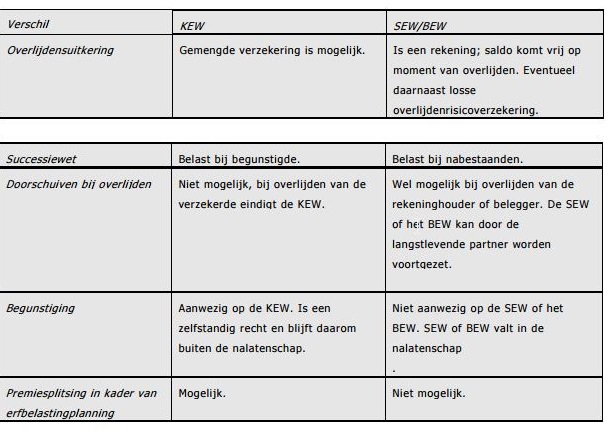 Verschil KEW SEW/BEW
Overlijdensuitkering Gemengde verzekering is mogelijk. Is een rekening; saldo komt vrij op
moment van overlijden. Eventueel
daarnaast losse
overlijdenrisicoverzekering.
Successiewet Belast bij begunstigde. Belast bij nabestaanden.
Doorschuiven bij overlijden Niet mogelijk, bij overlijden van de Wel mogelijk bij overlijden van de
verzekerde eindigt de KEW. rekeninghouder of belegger. De SEW
of het BEW kan door de
langstlevende partner worden
voortgezet.
Begunstiging Aanwezig op de KEW. Is een Niet aanwezig op de SEW of het
zelfstandig recht en blijft daarom BEW. SEW of BEW valt in de
buiten de nalatenschap. nalatenschap
.
Premiesplitsing in kader van Mogelijk. Niet mogelijk.
erfbelastingplanning